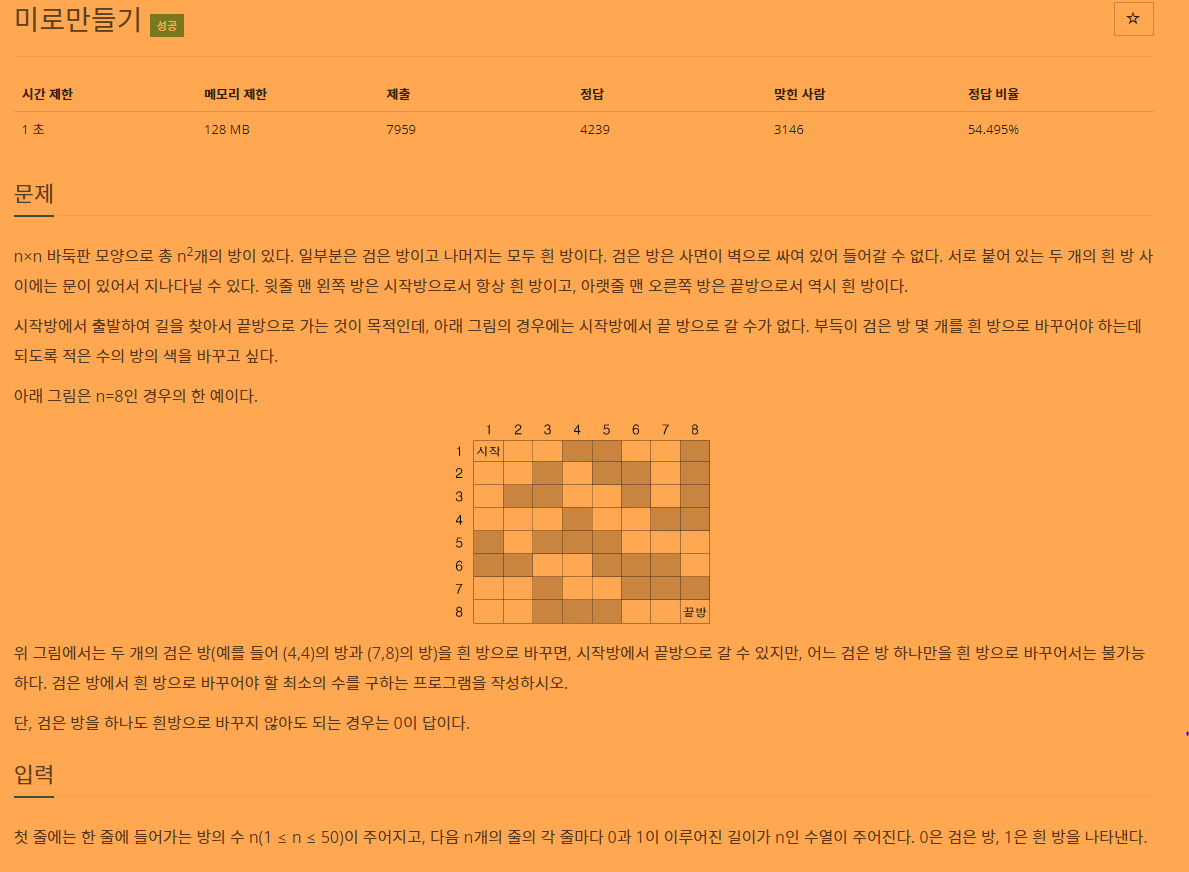 미로만들기 성공
☆
시간 제한 메모리 제한 제출 정답 맞힌 사람 정답 비율
1 초 128 MB 7959 4239 3146 54.495%
문제
n×n 바둑판 모양으로 총 n²개의 방이 있다. 일부분은 검은 방이고 나머지는 모두 흰 방이다. 검은 방은 사면이 벽으로 싸여 있어 들어갈 수 없다. 서로 붙어 있는 두 개의 흰 방 사
이에는 문이 있어서 지나다닐 수 있다. 윗줄 맨 왼쪽 방은 시작방으로서 항상 흰 방이고, 아랫줄 맨 오른쪽 방은 끝방으로서 역시 흰 방이다.
시작방에서 출발하여 길을 찾아서 끝방으로 가는 것이 목적인데, 아래 그림의 경우에는 시작방에서 끝 방으로 갈 수가 없다. 부득이 검은 방 몇 개를 흰 방으로 바꾸어야 하는데
되도록 적은 수의 방의 색을 바꾸고 싶다.
아래 그림은 n=8인 경우의 한 예이다.
1 2 3 4 5 6 7 8
1 시작
2
3
4
5
6
7
8 끝방
위 그림에서는 두 개의 검은 방(예를 들어 (4,4)의 방과 (7,8)의 방)을 흰 방으로 바꾸면, 시작방에서 끝방으로 갈 수 있지만, 어느 검은 방 하나만을 흰 방으로 바꾸어서는 불가능
하다. 검은 방에서 흰 방으로 바꾸어야 할 최소의 수를 구하는 프로그램을 작성하시오.
단, 검은 방을 하나도 흰방으로 바꾸지 않아도 되는 경우는 0이 답이다.
입력
첫 줄에는 한 줄에 들어가는 방의 수 n(1 ≤ n ≤ 50)이 주어지고, 다음 n개의 줄의 각 줄마다 0과 1이 이루어진 길이가 n인 수열이 주어진다. 0은 검은 방, 1은 흰 방을 나타낸다.